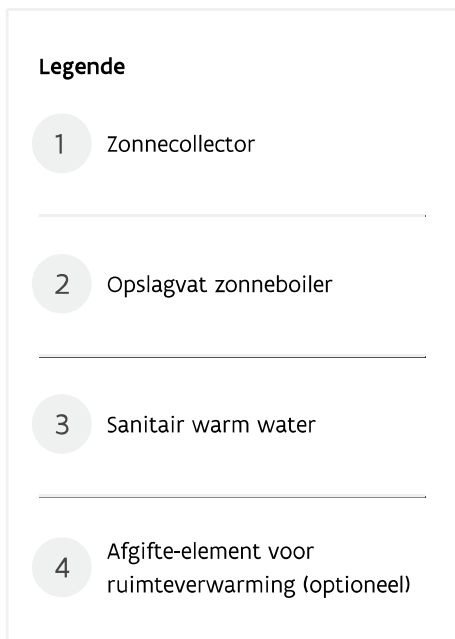 Legende
1 Zonnecollector
2 Opslagvat zonneboiler
3 Sanitair warm water
4 Afgifte-element voor
ruimteverwarming (optioneel)